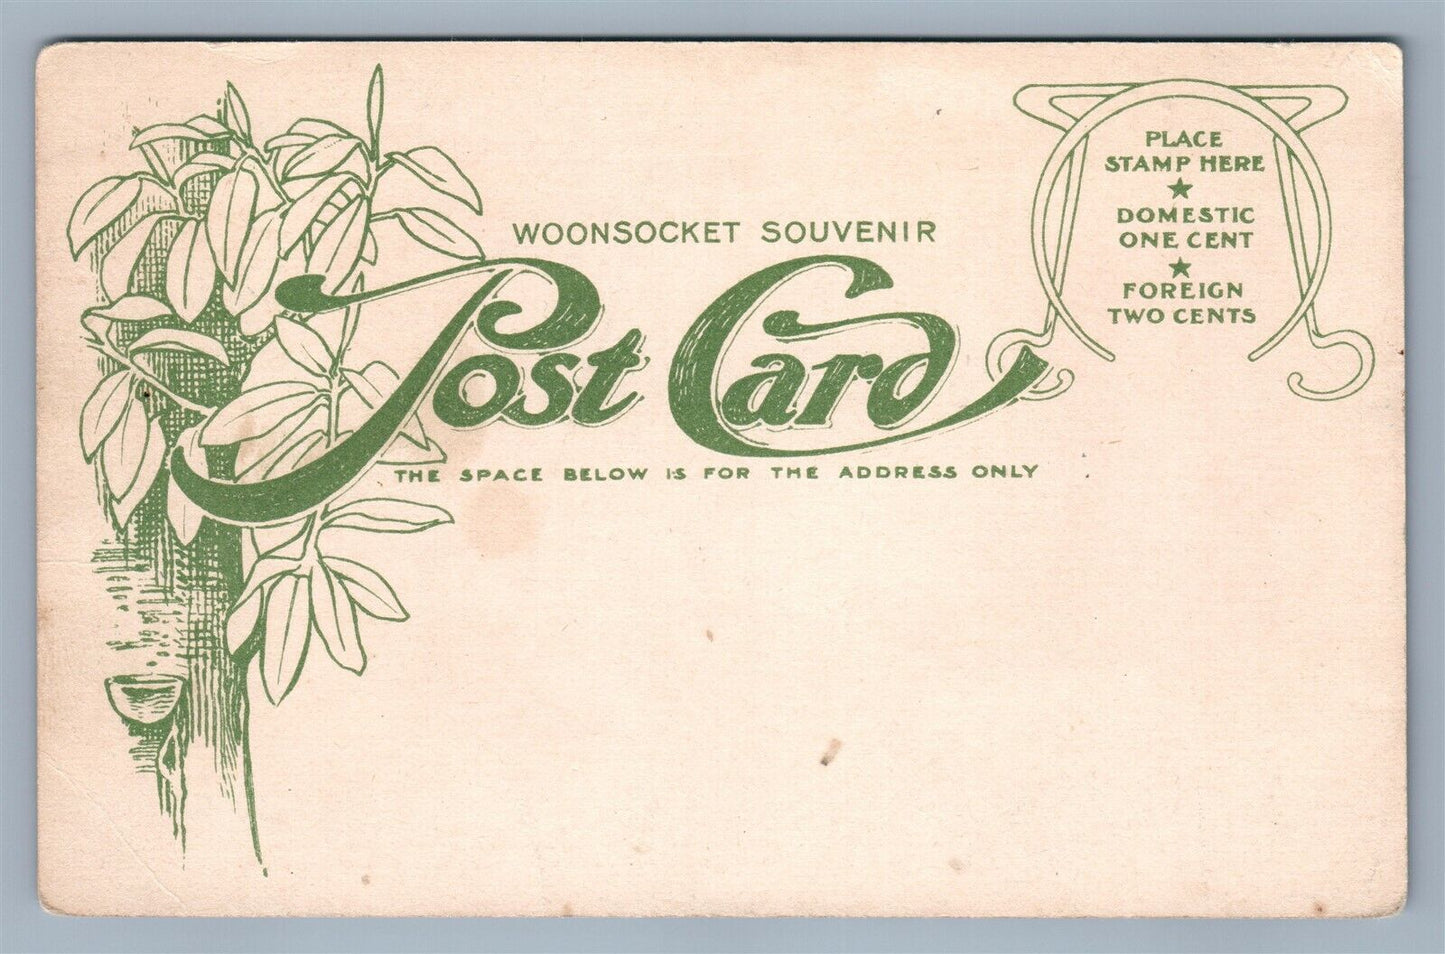 WOONSOCKET SOUVENIR
Post Card
THE SPACE BELOW IS FOR THE ADDRESS ONLY
PLACE
STAMP HERE
★
DOMESTIC
ONE CENT
★
FOREIGN
TWO CENTS